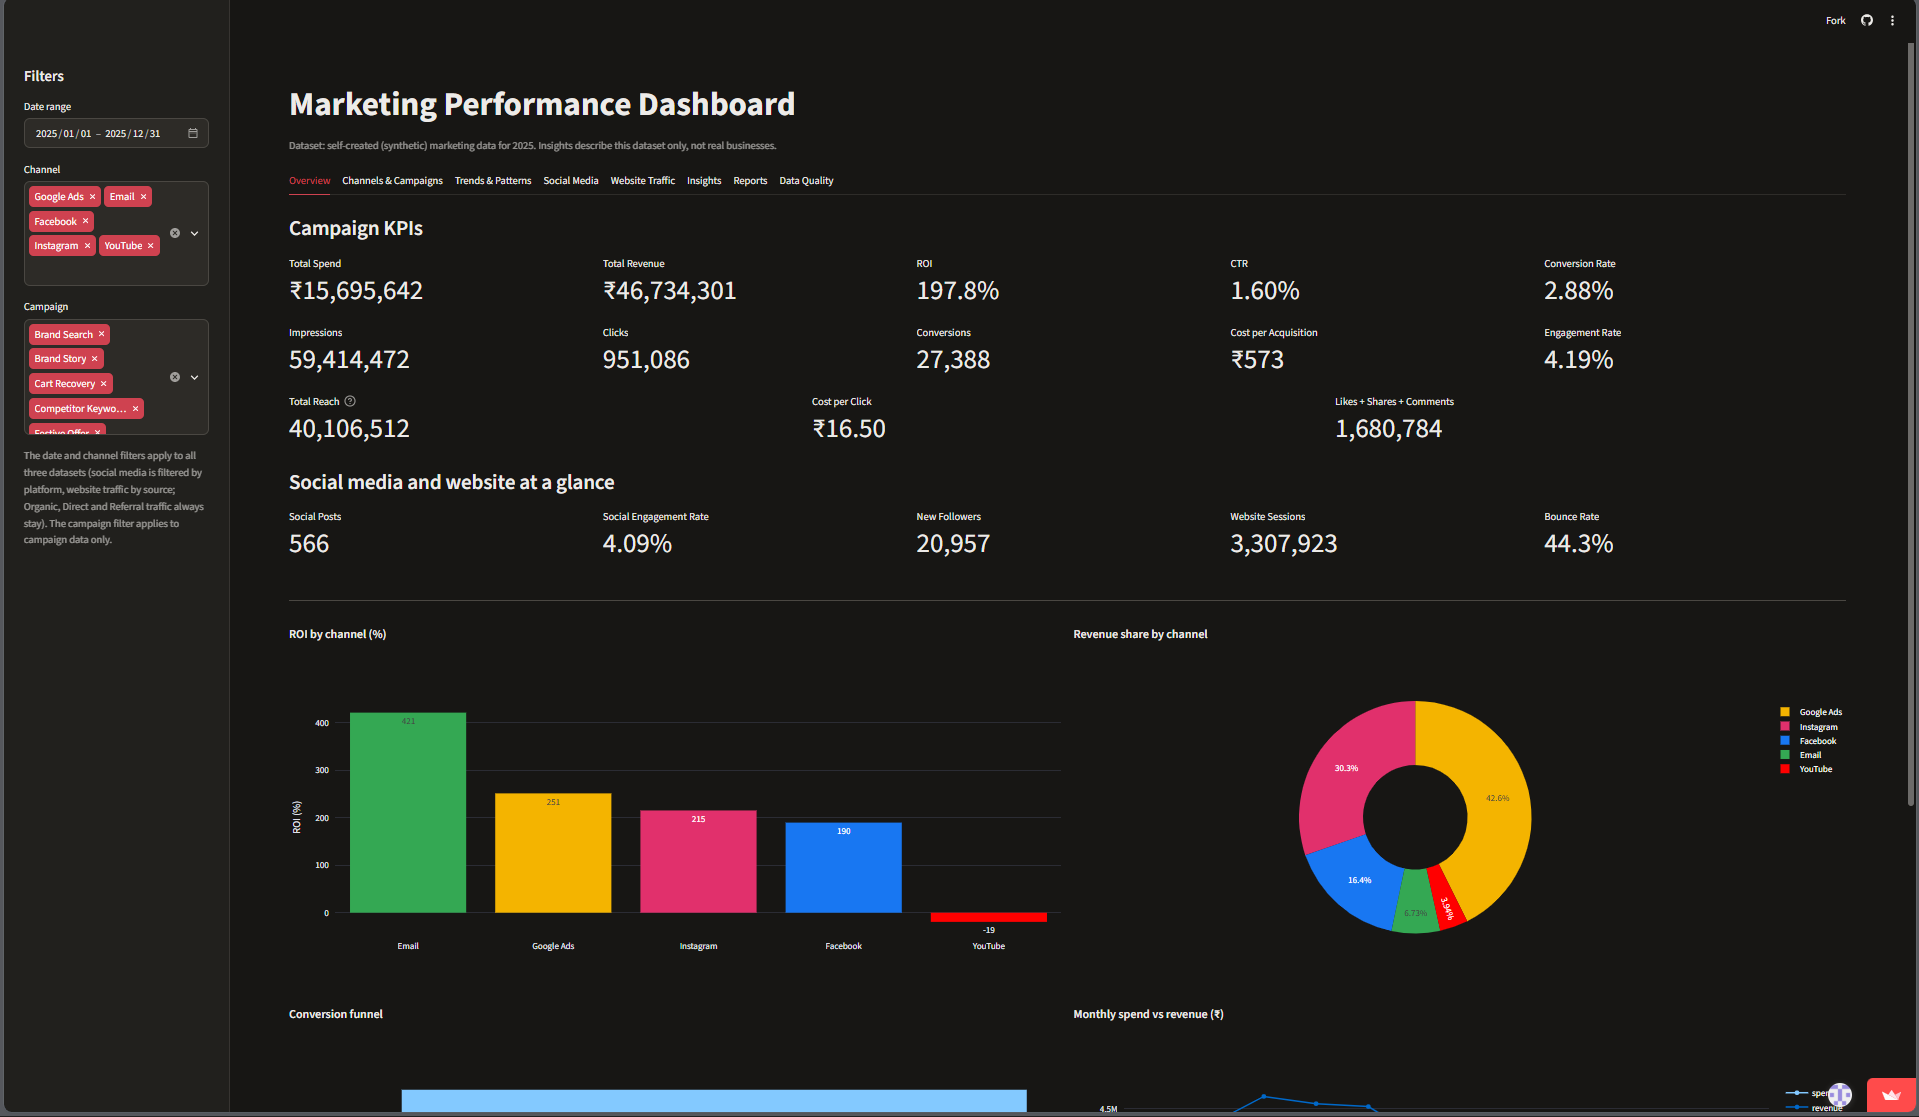 Fork
Filters
Date range
2025/01/01 – 2025/12/31
Channel
Google Ads × Email ×
Facebook ×
Instagram × YouTube ×
Campaign
Brand Search ×
Brand Story ×
Cart Recovery ×
Competitor Keywo... ×
Festive Offer ×
The date and channel filters apply to all
three datasets (social media is filtered by
platform, website traffic by source;
Organic, Direct and Referral traffic always
stay). The campaign filter applies to
campaign data only.
Marketing Performance Dashboard
Dataset: self-created (synthetic) marketing data for 2025. Insights describe this dataset only, not real businesses.
Overview Channels & Campaigns Trends & Patterns Social Media Website Traffic Insights Reports Data Quality
Campaign KPIs
Total Spend Total Revenue ROI CTR Conversion Rate
₹15,695,642 ₹46,734,301 197.8% 1.60% 2.88%
Impressions Clicks Conversions Cost per Acquisition Engagement Rate
59,414,472 951,086 27,388 ₹573 4.19%
Total Reach Cost per Click Likes + Shares + Comments
40,106,512 ₹16.50 1,680,784
Social media and website at a glance
Social Posts Social Engagement Rate New Followers Website Sessions Bounce Rate
566 4.09% 20,957 3,307,923 44.3%
ROI by channel (%)
ROI (%)
400
300
200
100
0
421
251
215
190
-19
Email Google Ads Instagram Facebook YouTube
Revenue share by channel
42.6%
30.3%
16.4%
6.73%
3.94%
Google Ads
Instagram
Facebook
Email
YouTube
Conversion funnel
Monthly spend vs revenue (₹)
4.5M
revenue